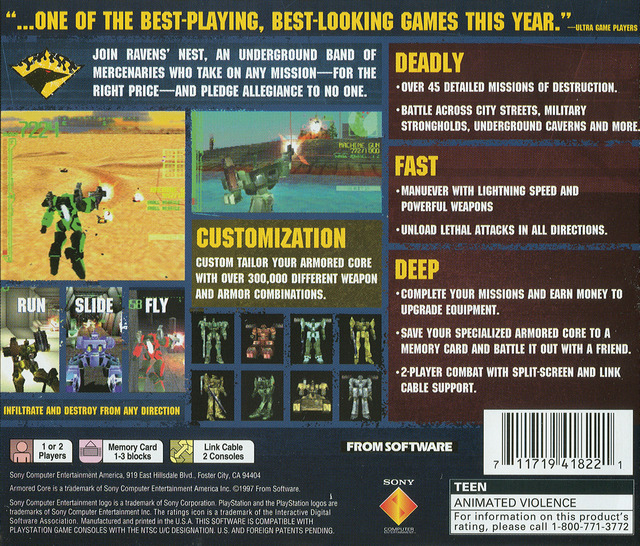 “...ONE OF THE BEST-PLAYING, BEST-LOOKING GAMES THIS YEAR.” —ULTRA GAME PLAYERS
JOIN RAVENS' NEST, AN UNDERGROUND BAND OF
MERCENARIES WHO TAKE ON ANY MISSION—FOR THE
RIGHT PRICE—AND PLEDGE ALLEGIANCE TO NO ONE.
DEADLY
•OVER 45 DETAILED MISSIONS OF DESTRUCTION.
•BATTLE ACROSS CITY STREETS, MILITARY
STRONGHOLDS, UNDERGROUND CAVERNS AND MORE.
7224
MACHINE GUN
FAST
•MANUEVER WITH LIGHTNING SPEED AND
POWERFUL WEAPONS
•UNLOAD LETHAL ATTACKS IN ALL DIRECTIONS.
CUSTOMIZATION
CUSTOM TAILOR YOUR ARMORED CORE
WITH OVER 300,000 DIFFERENT WEAPON
AND ARMOR COMBINATIONS.
DEEP
•COMPLETE YOUR MISSIONS AND EARN MONEY TO
UPGRADE EQUIPMENT.
•SAVE YOUR SPECIALIZED ARMORED CORE TO A
MEMORY CARD AND BATTLE IT OUT WITH A FRIEND.
•2-PLAYER COMBAT WITH SPLIT-SCREEN AND LINK
CABLE SUPPORT.
RUN SLIDE 58 FLY
INFILTRATE AND DESTROY FROM ANY DIRECTION
1 or 2
Players
Memory Card
1-3 blocks
Link Cable
2 Consoles
FROM SOFTWARE
7 11719 41822 1
Sony Computer Entertainment America, 919 East Hillsdale Blvd., Foster City, CA 94404
Armored Core is a trademark of Sony Computer Entertainment America Inc. ©1997 From Software.
Sony Computer Entertainment logo is a trademark of Sony Corporation. PlayStation and the PlayStation logos are
trademarks of Sony Computer Entertainment Inc. The ratings icon is a trademark of the Interactive Digital
Software Association. Manufactured and printed in the U.S.A. THIS SOFTWARE IS COMPATIBLE WITH
PLAYSTATION GAME CONSOLES WITH THE NTSC U/C DESIGNATION. U.S. AND FOREIGN PATENTS PENDING.
SONY
COMPUTER
ENTERTAINMENT
TEEN
ANIMATED VIOLENCE
For information on this product's
rating, please call 1-800-771-3772